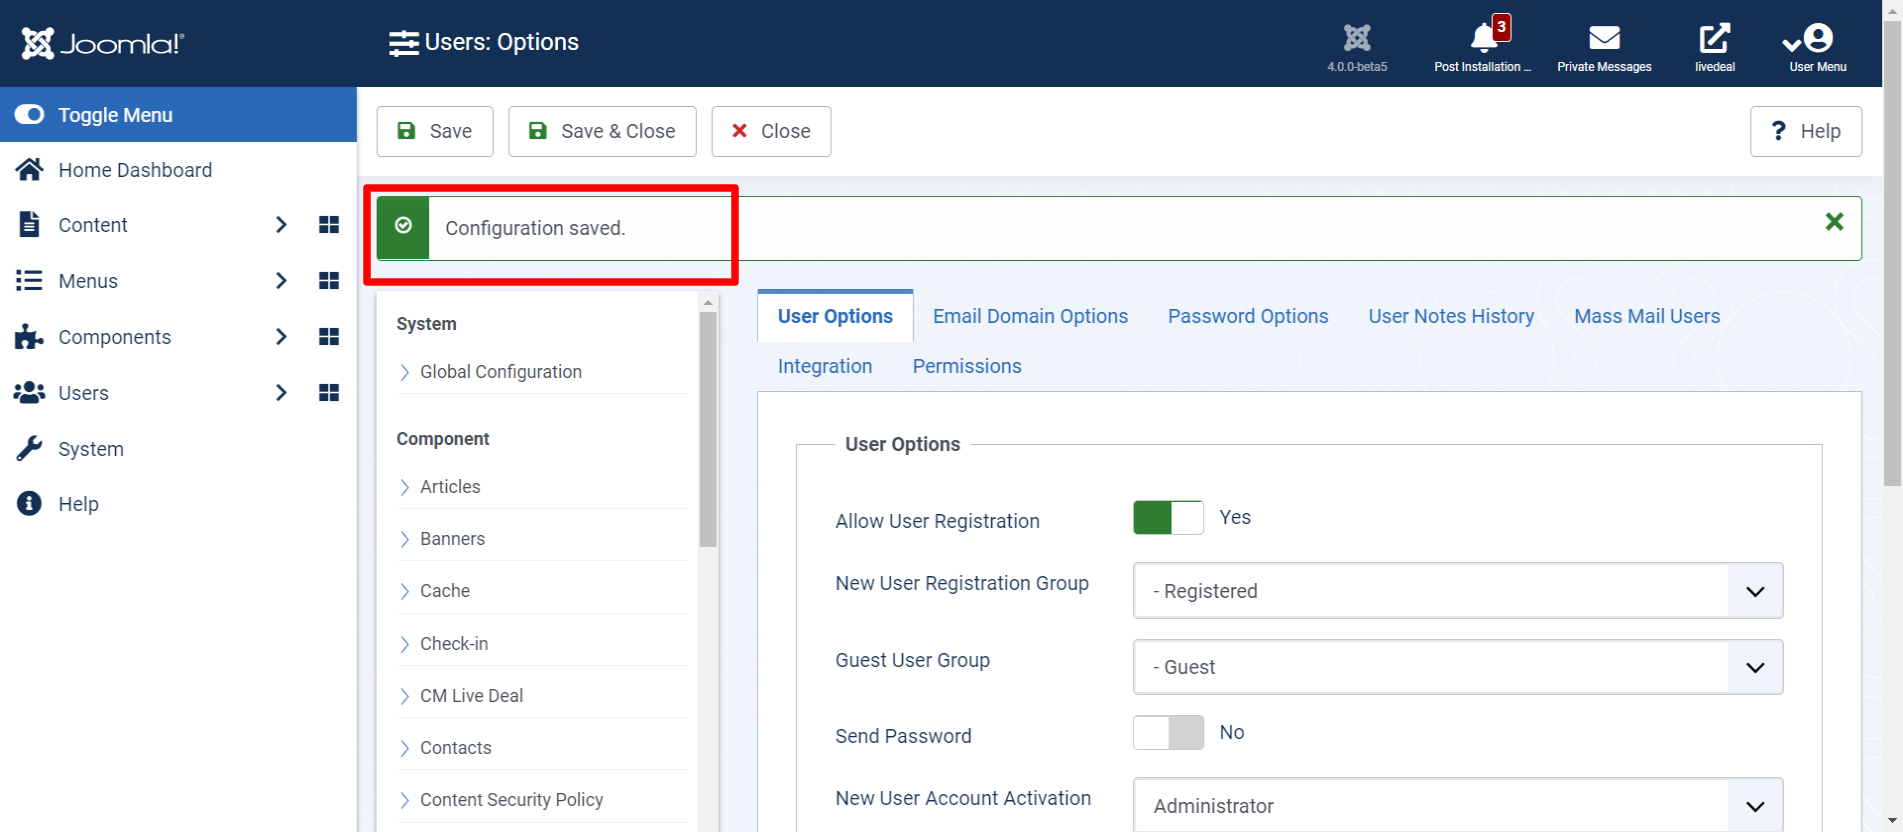 Joomla!®
Users: Options
4.0.0-beta5
3
Post Installation ...
Private Messages
livedeal
User Menu
Toggle Menu
Home Dashboard
Content
Menus
Components
Users
System
Help
Save
Save & Close
Close
? Help
Configuration saved.
System
Global Configuration
Component
Articles
Banners
Cache
Check-in
CM Live Deal
Contacts
Content Security Policy
User Options
Email Domain Options
Password Options
User Notes History
Mass Mail Users
Integration
Permissions
User Options
Allow User Registration
Yes
New User Registration Group
- Registered
Guest User Group
- Guest
Send Password
No
New User Account Activation
Administrator